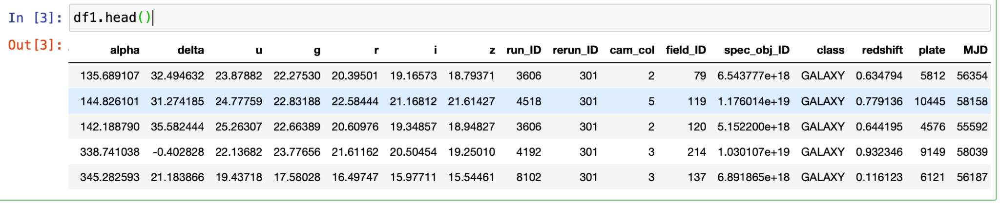 In [3]: df1.head()
Out[3]:
alpha delta u g r i z run_ID rerun_ID cam_col field_ID spec_obj_ID class redshift plate MJD
135.689107 32.494632 23.87882 22.27530 20.39501 19.16573 18.79371 3606 301 2 79 6.543777e+18 GALAXY 0.634794 5812 56354
144.826101 31.274185 24.77759 22.83188 22.58444 21.16812 21.61427 4518 301 5 119 1.176014e+19 GALAXY 0.779136 10445 58158
142.188790 35.582444 25.26307 22.66389 20.60976 19.34857 18.94827 3606 301 2 120 5.152200e+18 GALAXY 0.644195 4576 55592
338.741038 -0.402828 22.13682 23.77656 21.61162 20.50454 19.25010 4192 301 3 214 1.030107e+19 GALAXY 0.932346 9149 58039
345.282593 21.183866 19.43718 17.58028 16.49747 15.97711 15.54461 8102 301 3 137 6.891865e+18 GALAXY 0.116123 6121 56187